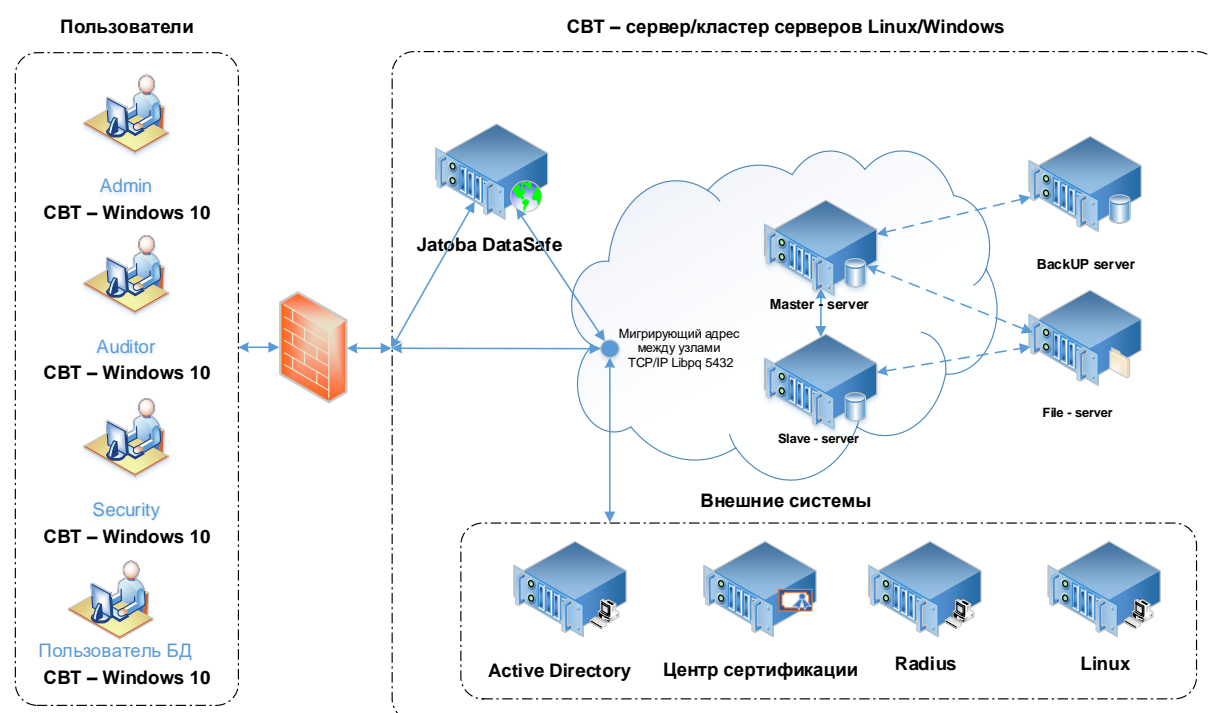 Пользователи
СВТ – сервер/кластер серверов Linux/Windows
Admin
СВТ – Windows 10
Auditor
СВТ – Windows 10
Security
СВТ – Windows 10
Пользователь БД
СВТ – Windows 10
Jatoba DataSafe
Мигрирующий адрес
между узлами
TCP/IP Libpq 5432
Master - server
Slave - server
BackUP server
File - server
Внешние системы
Active Directory
Центр сертификации
Radius
Linux